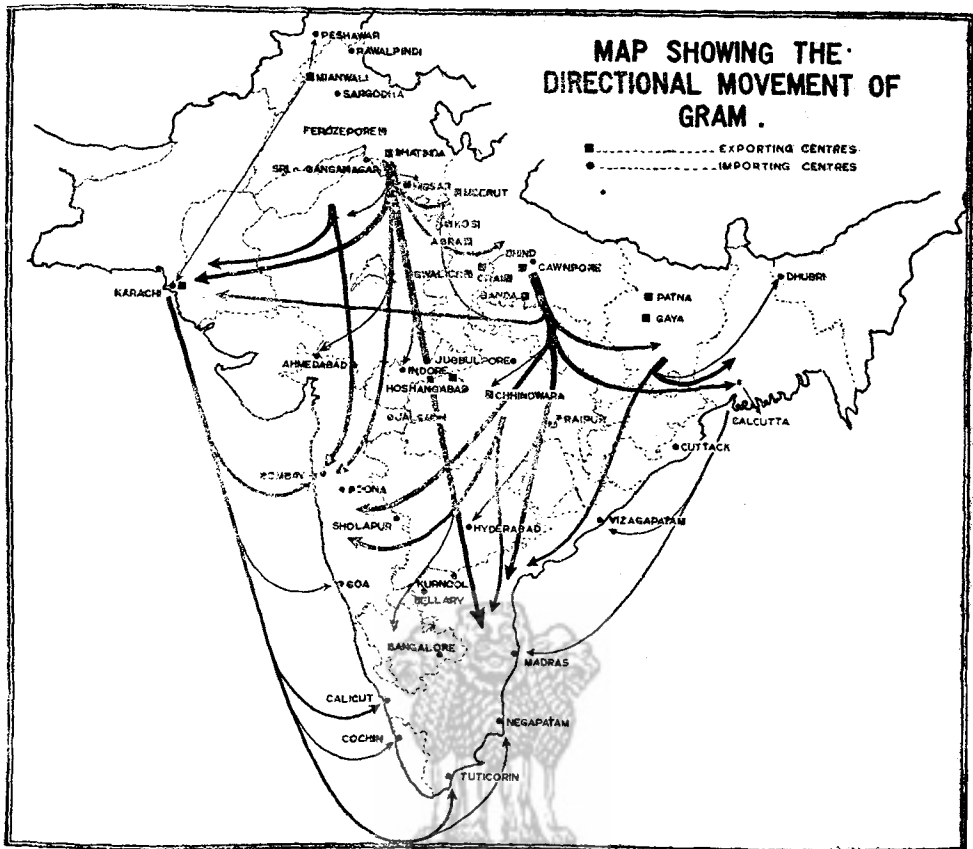 MAP SHOWING THE
DIRECTIONAL MOVEMENT OF
GRAM.
EXPORTING CENTRES
IMPORTING CENTRES
PESHAWAR
RAWALPINDI
MIANWALI
SARGODHA
FEROZEPORE
BHATINDA
SRI GANGANAGAR
HISSAR
MEERUT
KOSI
AGRA
BHIND
GWALIOR
CAWNPORE
ORAI
BANDA
DHUBRI
KARACHI
PATNA
GAYA
AHMEDABAD
JUBBULPORE
INDORE
HOSHANGABAD
CHHINDWARA
CALCUTTA
JALGAON
RAIPUR
CUTTACK
BOMBAY
POONA
SHOLAPUR
HYDERABAD
VIZAGAPATAM
GOA
KURNOOL
BELLARY
BANGALORE
MADRAS
CALICUT
NEGAPATAM
COCHIN
TUTICORIN